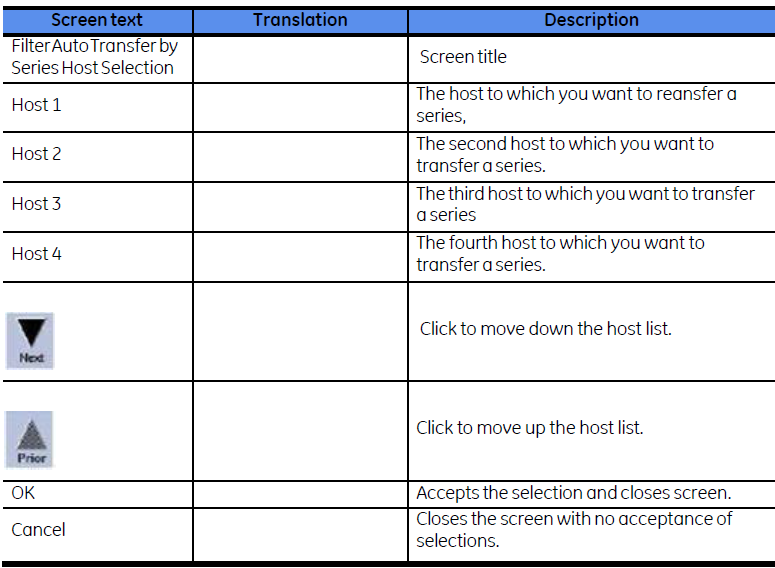 Screen text Translation Description
Filter Auto Transfer by
Series Host Selection
Screen title
Host 1
The host to which you want to reansfer a
series,
Host 2
The second host to which you want to
transfer a series.
Host 3
The third host to which you want to transfer
a series
Host 4
The fourth host to which you want to
transfer a series.
Next
Click to move down the host list.
Prior
Click to move up the host list.
OK
Accepts the selection and closes screen.
Cancel
Closes the screen with no acceptance of
selections.